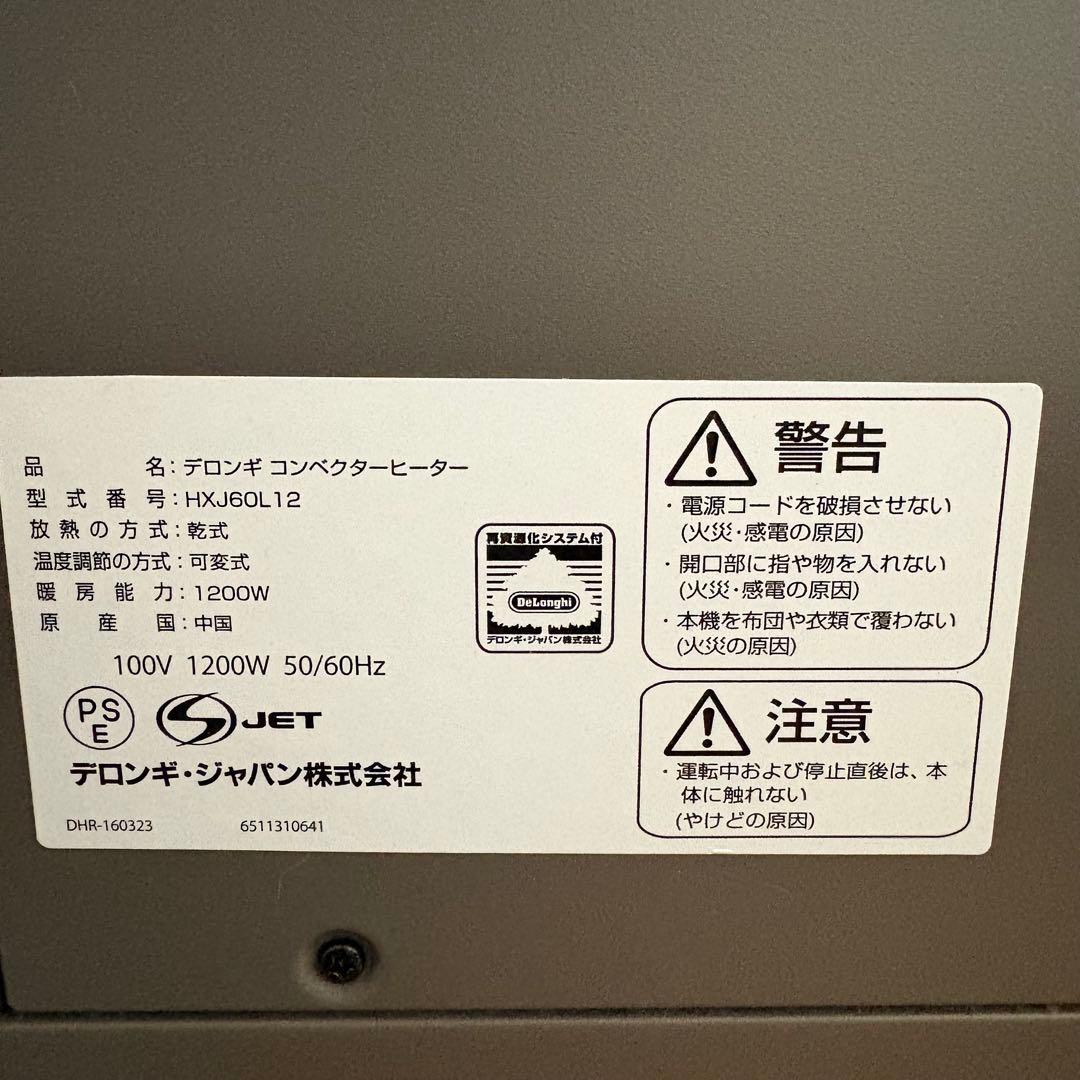 品名：デロンギ コンベクターヒーター
型式番号：HXJ60L12
放熱の方式：乾式
温度調節の方式：可変式
暖房能力：1200W
原産国：中国
100V 1200W 50/60Hz
PS
E
JET
デロンギ・ジャパン株式会社
DHR-160323 6511310641
再資源化システム付
DeLonghi
デロンギ・ジャパン株式会社
警告
・電源コードを破損させない
(火災・感電の原因)
・開口部に指や物を入れない
(火災・感電の原因)
・本機を布団や衣類で覆わない
(火災の原因)
注意
・運転中および停止直後は、本
体に触れない
(やけどの原因)